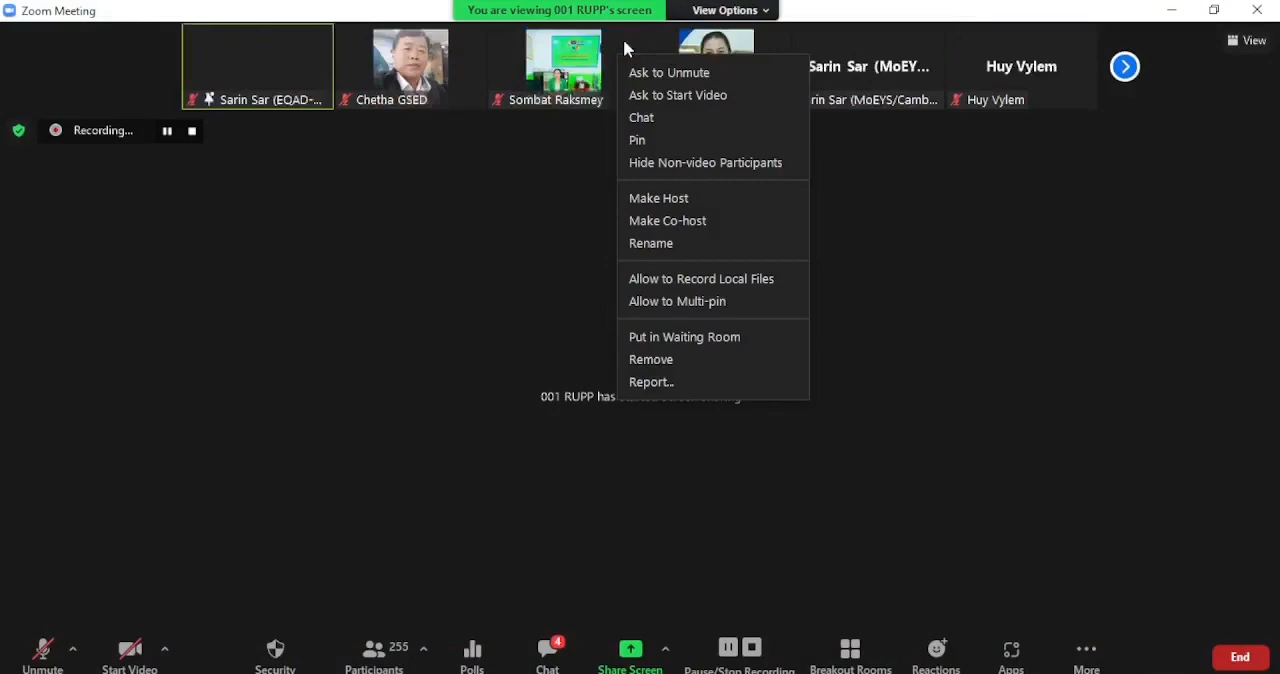 Zoom Meeting
You are viewing 001 RUPP's screen
View Options
View
Sarin Sar (EQAD-...
Chetha GSED
Sombat Raksmey
Sarin Sar (MoEY...
rin Sar (MoEYS/Camb...
Huy Vylem
Huy Vylem
Recording...
Ask to Unmute
Ask to Start Video
Chat
Pin
Hide Non-video Participants
Make Host
Make Co-host
Rename
Allow to Record Local Files
Allow to Multi-pin
Put in Waiting Room
Remove
Report...
001 RUPP has
Unmute
Start Video
Security
Participants
255
Polls
Chat
4
Share Screen
Pause/Stop Recording
Breakout Rooms
Reactions
Apps
More
End